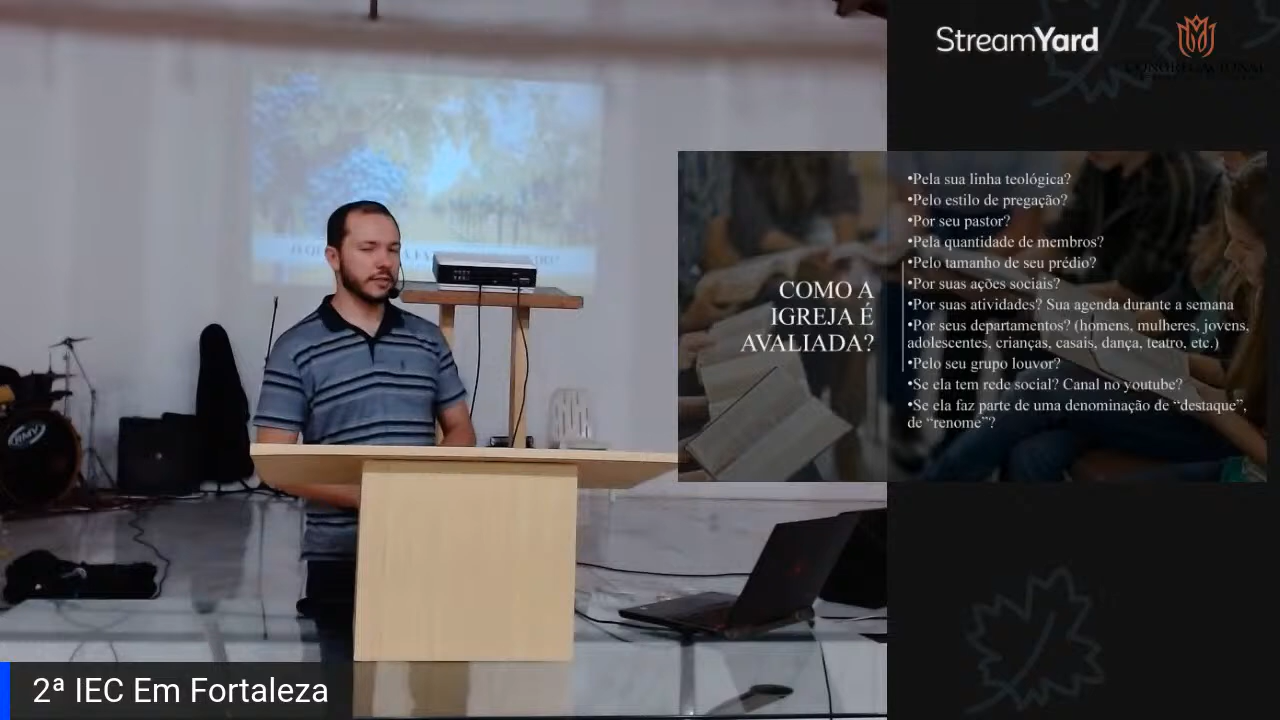 StreamYard
CONGREGACIONAL
•Pela sua linha teológica?
•Pelo estilo de pregação?
•Por seu pastor?
•Pela quantidade de membros?
•Pelo tamanho de seu prédio?
•Por suas ações sociais?
•Por suas atividades? Sua agenda durante a semana
•Por seus departamentos? (homens, mulheres, jovens,
adolescentes, crianças, casais, dança, teatro, etc.)
•Pelo seu grupo louvor?
•Se ela tem rede social? Canal no youtube?
•Se ela faz parte de uma denominação de “destaque”,
de “renome”?
COMO A
IGREJA É
AVALIADA?
RMV
2ª IEC Em Fortaleza